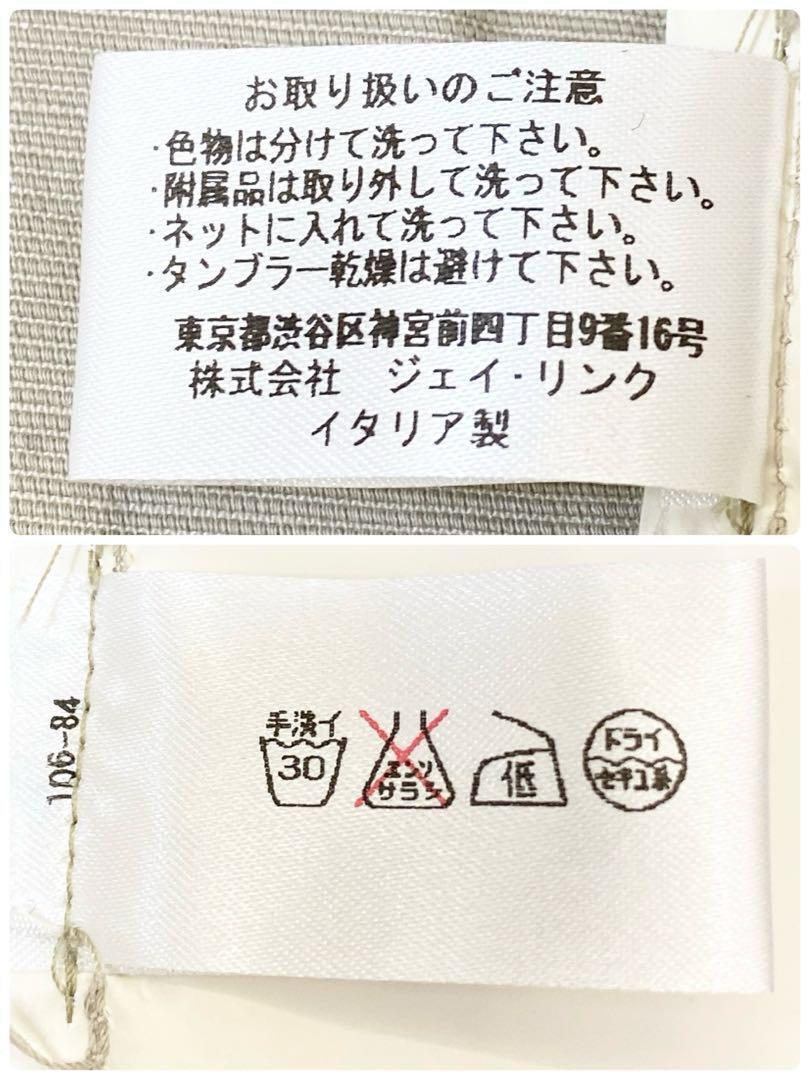 お取り扱いのご注意
・色物は分けて洗って下さい。
・附属品は取り外して洗って下さい。
・ネットに入れて洗って下さい。
・タンブラー乾燥は避けて下さい。
東京都渋谷区神宮前四丁目9番16号
株式会社 ジェイ・リンク
イタリア製
106-84
手洗イ
30
エンソ
サラシ
低
ドライ
セキユ系